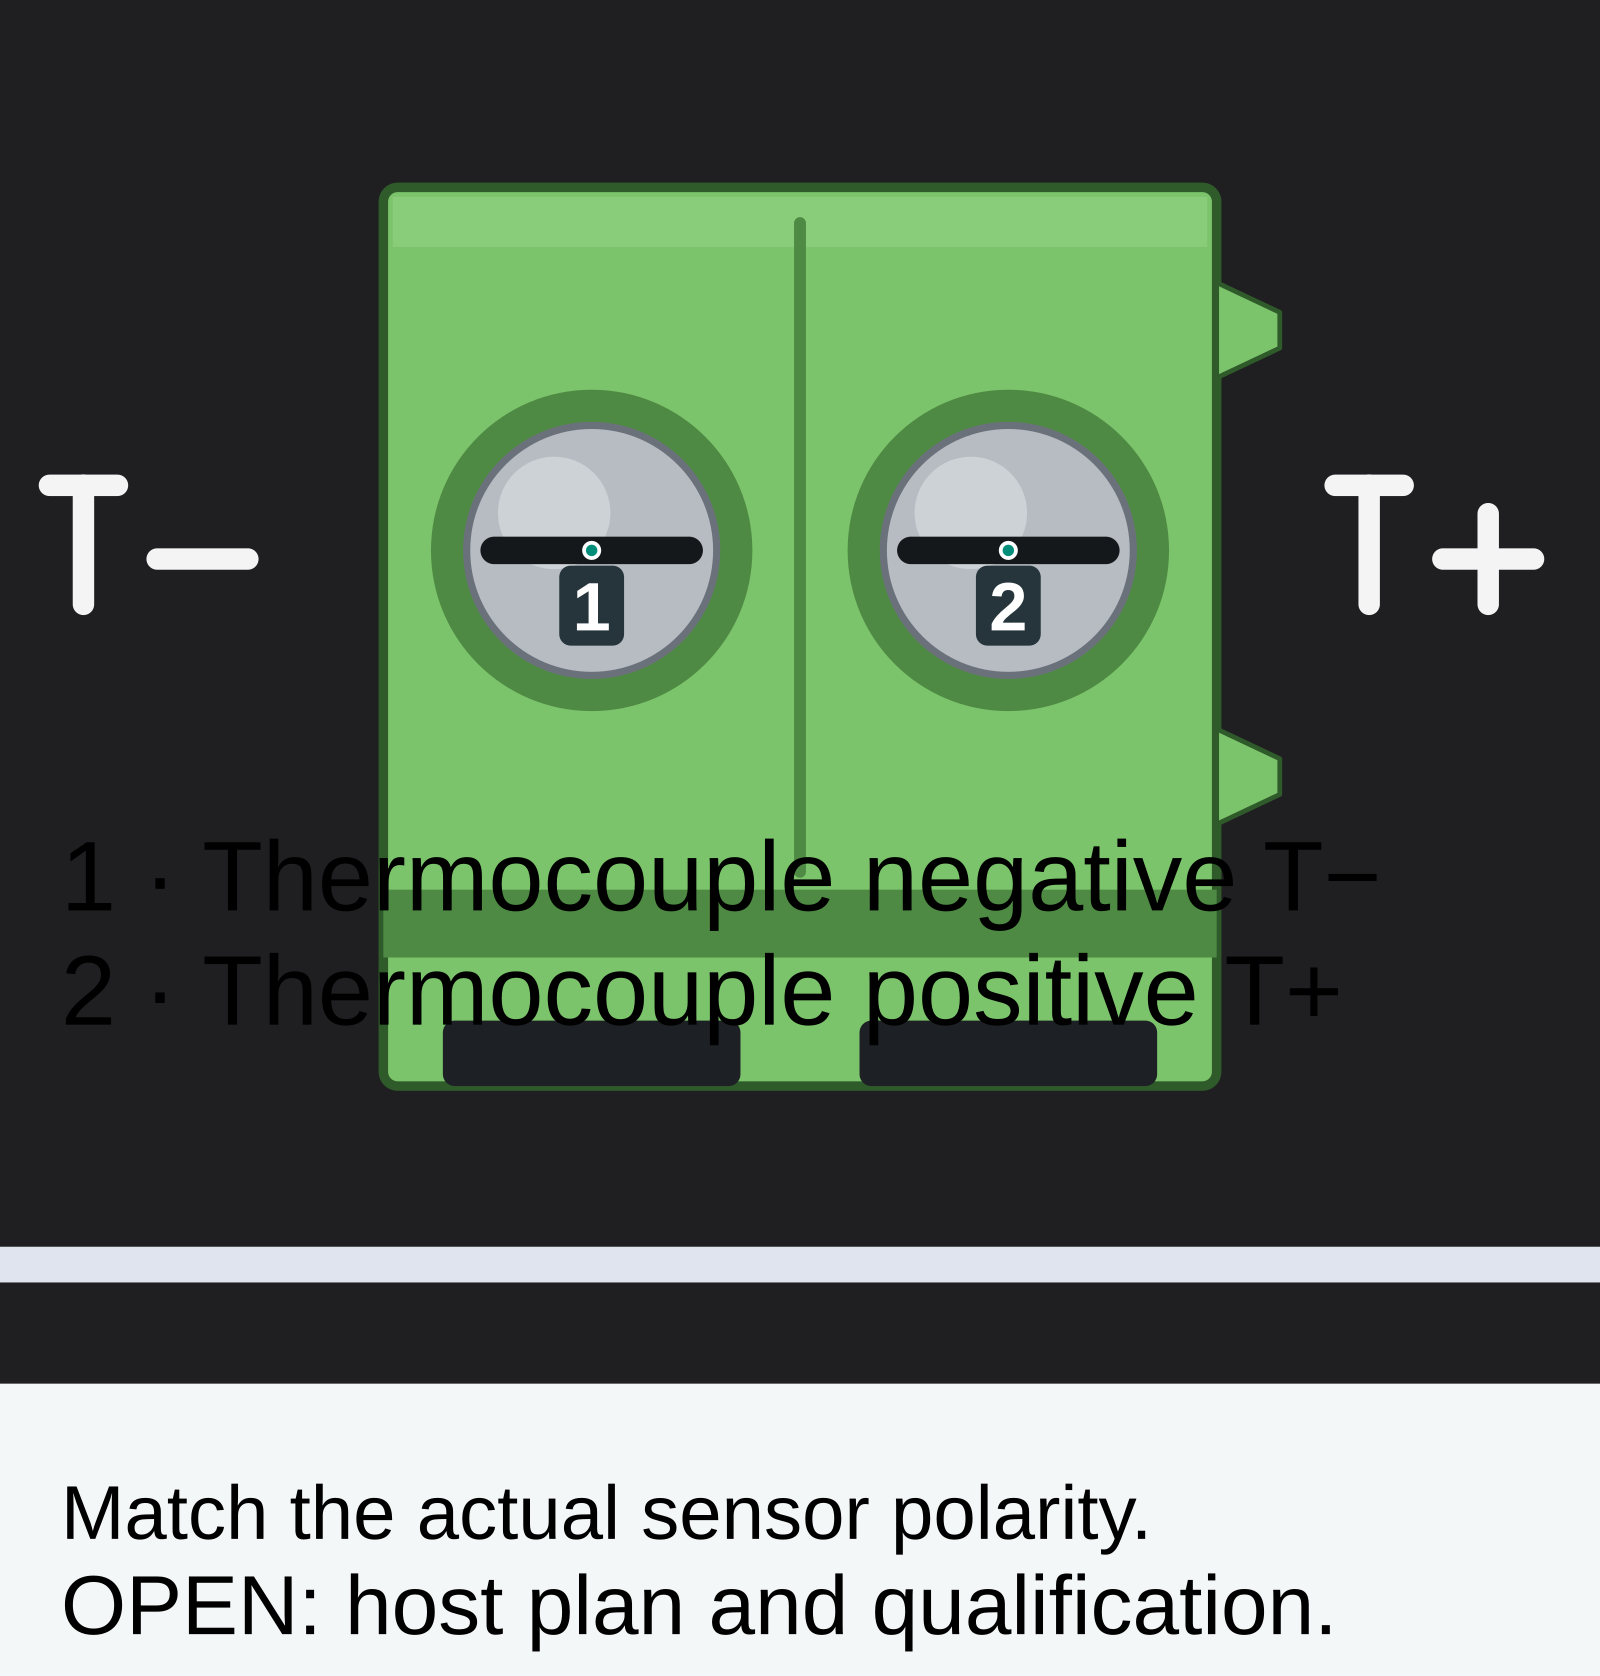 T− T+
1
2
1 · Thermocouple negative T−
2 · Thermocouple positive T+
Match the actual sensor polarity.
OPEN: host plan and qualification.